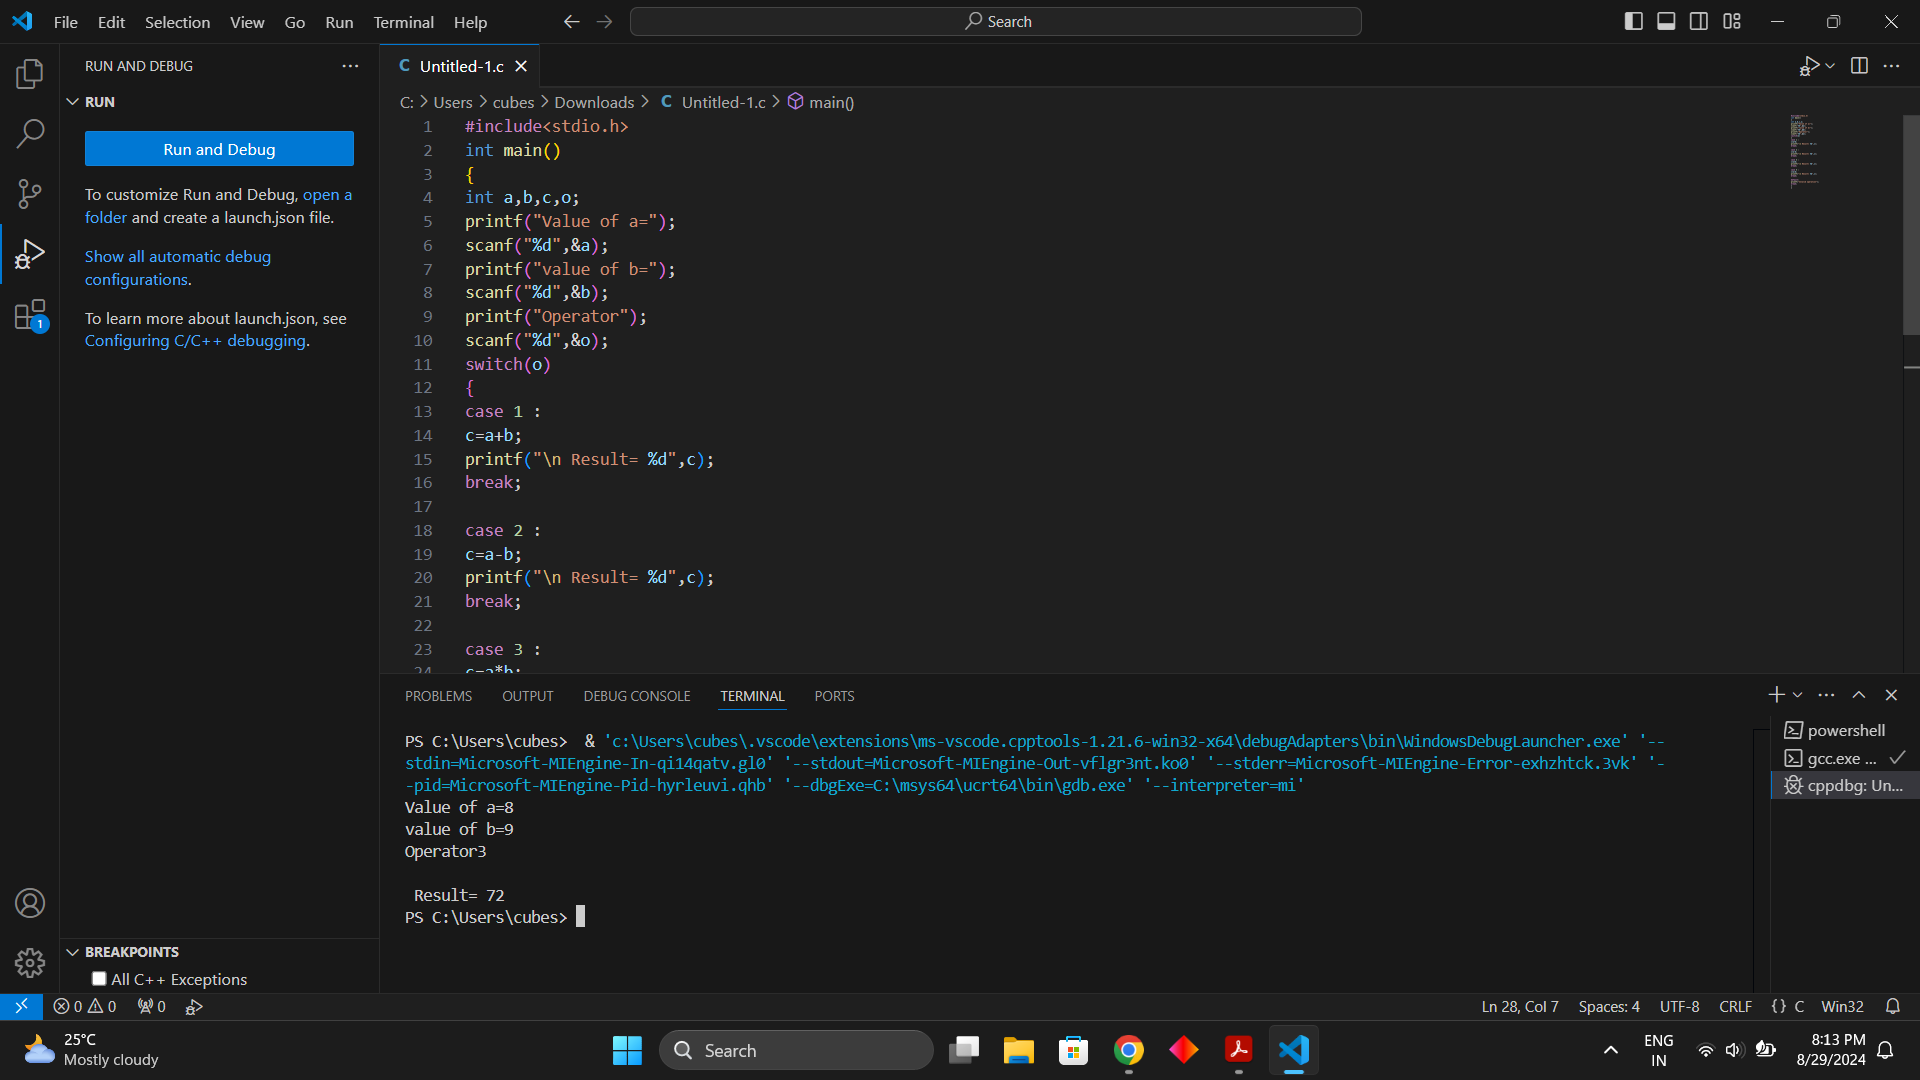 File Edit Selection View Go Run Terminal Help
Search
RUN AND DEBUG
RUN
Run and Debug
To customize Run and Debug, open a
folder and create a launch.json file.
Show all automatic debug
configurations.
To learn more about launch.json, see
Configuring C/C++ debugging.
1
Untitled-1.c
C: > Users > cubes > Downloads > C Untitled-1.c > main()
1 #include<stdio.h>
2 int main()
3 {
4 int a,b,c,o;
5 printf("Value of a=");
6 scanf("%d",&a);
7 printf("value of b=");
8 scanf("%d",&b);
9 printf("Operator");
10 scanf("%d",&o);
11 switch(o)
12 {
13 case 1 :
14 c=a+b;
15 printf("\n Result= %d",c);
16 break;
17
18 case 2 :
19 c=a-b;
20 printf("\n Result= %d",c);
21 break;
22
23 case 3 :
24 c=a*b;
PROBLEMS OUTPUT DEBUG CONSOLE TERMINAL PORTS
PS C:\Users\cubes>  & 'c:\Users\cubes\.vscode\extensions\ms-vscode.cpptools-1.21.6-win32-x64\debugAdapters\bin\WindowsDebugLauncher.exe' '--
stdin=Microsoft-MIEngine-In-qi14qatv.gl0' '--stdout=Microsoft-MIEngine-Out-vflgr3nt.ko0' '--stderr=Microsoft-MIEngine-Error-exhzhtck.3vk' '-
-pid=Microsoft-MIEngine-Pid-hyrleuvi.qhb' '--dbgExe=C:\msys64\ucrt64\bin\gdb.exe' '--interpreter=mi'
Value of a=8
value of b=9
Operator3
Result= 72
PS C:\Users\cubes>
powershell
gcc.exe ...
cppdbg: Un...
BREAKPOINTS
All C++ Exceptions
0 0 0
Ln 28, Col 7 Spaces: 4 UTF-8 CRLF {} C Win32
25°C
Mostly cloudy
Search
ENG
IN
8:13 PM
8/29/2024